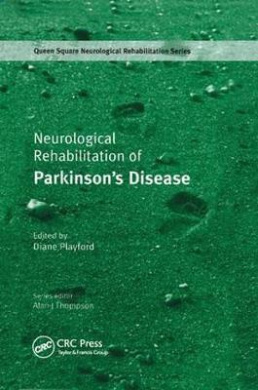 Queen Square Neurological Rehabilitation Series
Neurological
Rehabilitation of
Parkinson's Disease
Edited by
Diane Playford
Series editor
Alan J Thompson
CRC Press
Taylor & Francis Group